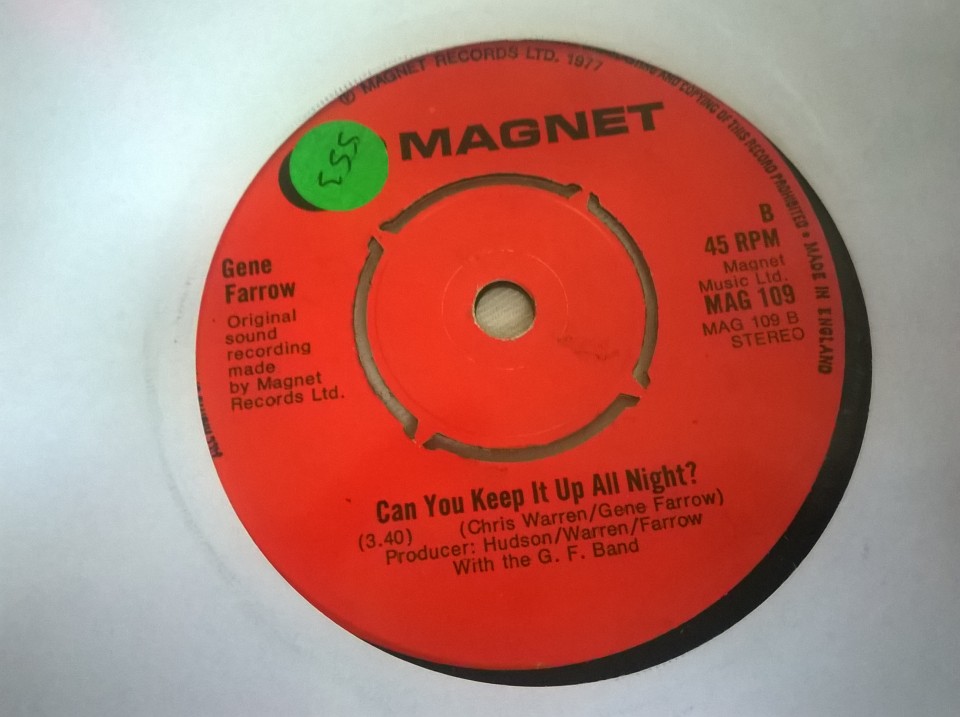 ℗ MAGNET RECORDS LTD. 1977
AND COPYING OF THIS RECORD PROHIBITED • MADE IN ENGLAND
MAGNET
B
45 RPM
Magnet
Music Ltd.
MAG 109
MAG 109 B
STEREO
Gene
Farrow
Original
sound
recording
made
by Magnet
Records Ltd.
Can You Keep It Up All Night?
(3.40) (Chris Warren/Gene Farrow)
Producer: Hudson/Warren/Farrow
With the G. F. Band